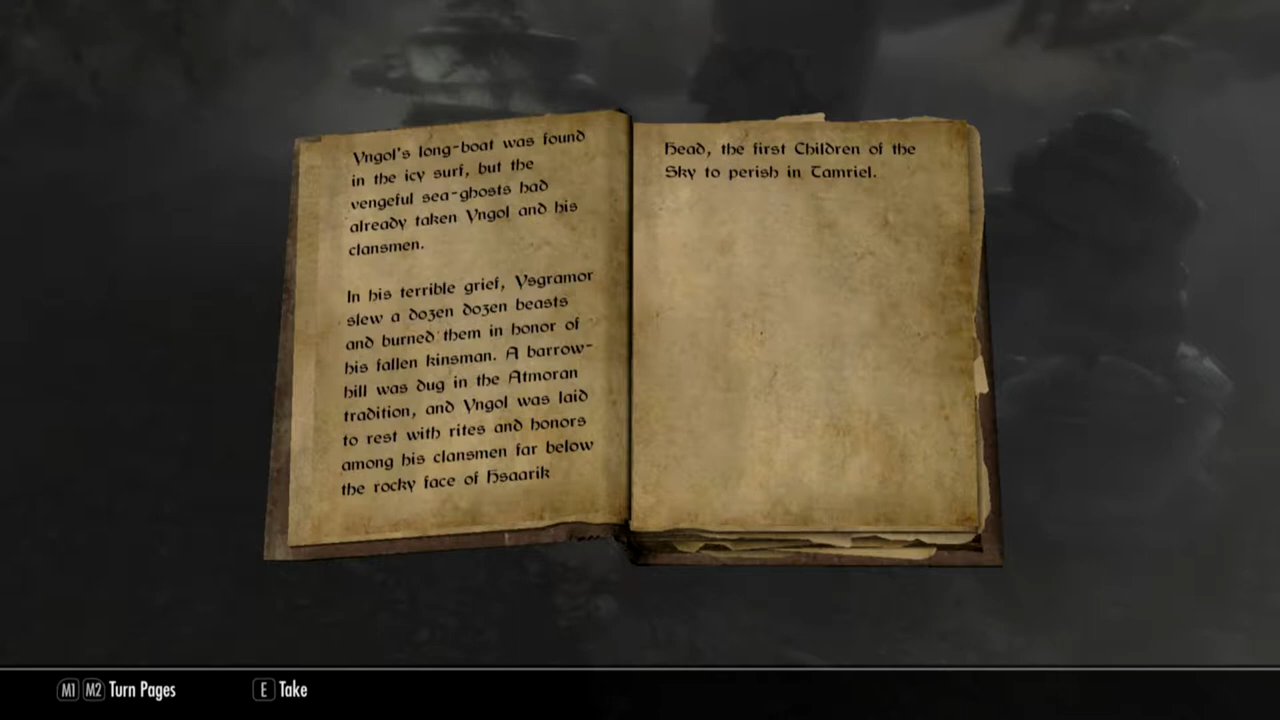 Yngol's long-boat was found
in the icy surf, but the
vengeful sea-ghosts had
already taken Yngol and his
clansmen.
In his terrible grief, Ysgramor
slew a dozen dozen beasts
and burned them in honor of
his fallen kinsman. A barrow-
hill was dug in the Atmoran
tradition, and Yngol was laid
to rest with rites and honors
among his clansmen far below
the rocky face of Hsaarik
Head, the first Children of the
Sky to perish in Tamriel.
M1 M2 Turn Pages
E Take